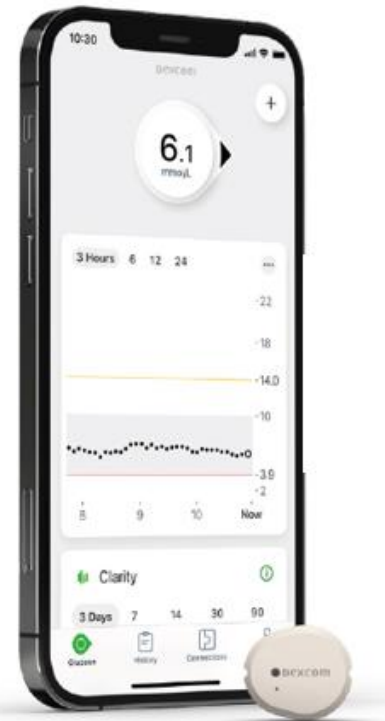 10:30
Dexcom
+
6.1
mmol/L
3 Hours 6 12 24
22
18
14.0
10
3.9
2
8 9 10 Now
Clarity
3 Days 7 14 30 90
Glucose History Connections
Dexcom